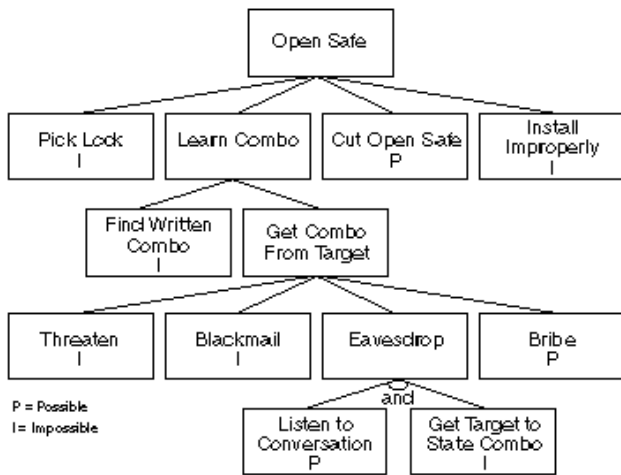 Open Safe
Pick Lock
I
Learn Combo
Cut Open Safe
P
Install
Improperly
I
Find Written
Combo
I
Get Combo
From Target
Threaten
I
Blackmail
I
Eavesdrop
Bribe
P
and
P = Possible
I = Impossible
Listen to
Conversation
P
Get Target to
State Combo
I